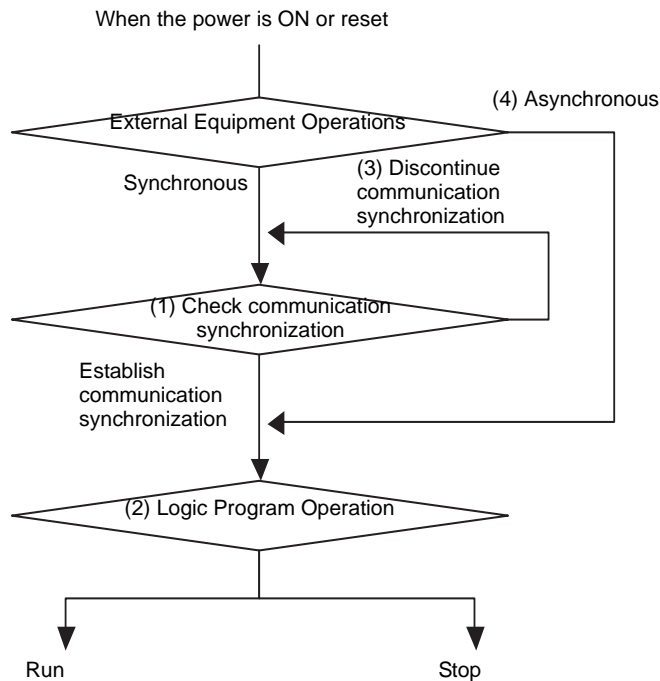 When the power is ON or reset
(4) Asynchronous
External Equipment Operations
(3) Discontinue
communication
synchronization
Synchronous
(1) Check communication
synchronization
Establish
communication
synchronization
(2) Logic Program Operation
Run
Stop